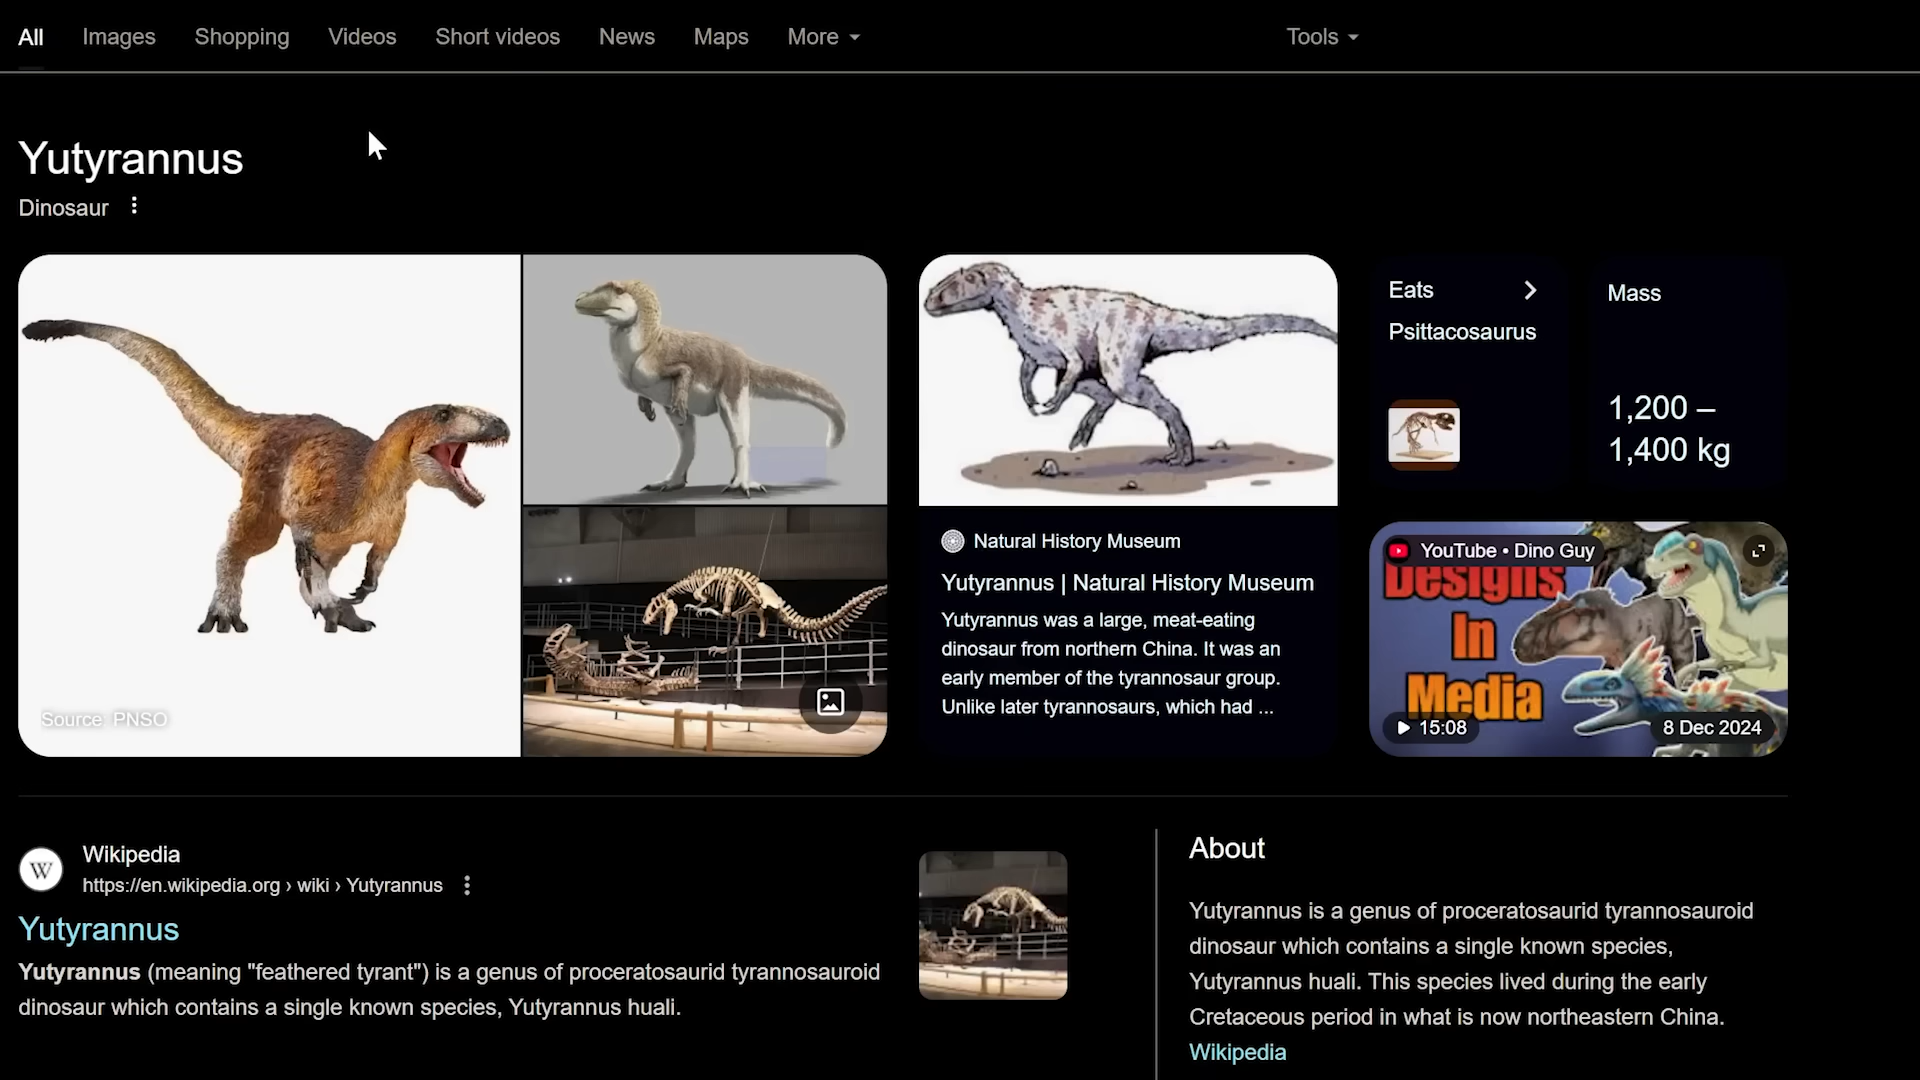 All Images Shopping Videos Short videos News Maps More Tools
Yutyrannus
Dinosaur
Source: PNSO
Natural History Museum
Yutyrannus | Natural History Museum
Yutyrannus was a large, meat-eating
dinosaur from northern China. It was an
early member of the tyrannosaur group.
Unlike later tyrannosaurs, which had ...
Eats
Psittacosaurus
Mass
1,200 –
1,400 kg
YouTube • Dino Guy
Designs
In
Media
15:08
8 Dec 2024
W
Wikipedia
https://en.wikipedia.org › wiki › Yutyrannus
Yutyrannus
Yutyrannus (meaning "feathered tyrant") is a genus of proceratosaurid tyrannosauroid
dinosaur which contains a single known species, Yutyrannus huali.
About
Yutyrannus is a genus of proceratosaurid tyrannosauroid
dinosaur which contains a single known species,
Yutyrannus huali. This species lived during the early
Cretaceous period in what is now northeastern China.
Wikipedia